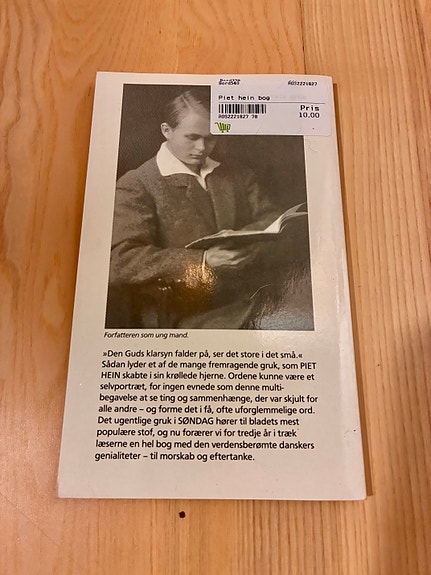 Bord560
A0S2221827
Piet hein bog
Pris
A0S2221827 78
10,00
Forfatteren som ung mand.
»Den Guds klarsyn falder på, ser det store i det små.«
Sådan lyder et af de mange fremragende gruk, som PIET
HEIN skabte i sin krøllede hjerne. Ordene kunne være et
selvportræt, for ingen evnede som denne multi-
begavelse at se ting og sammenhænge, der var skjult for
alle andre – og forme det i få, ofte uforglemmelige ord.
Det ugentlige gruk i SØNDAG hører til bladets mest
populære stof, og nu forærer vi for tredje år i træk
læserne en hel bog med den verdensberømte danskers
genialiteter – til morskab og eftertanke.